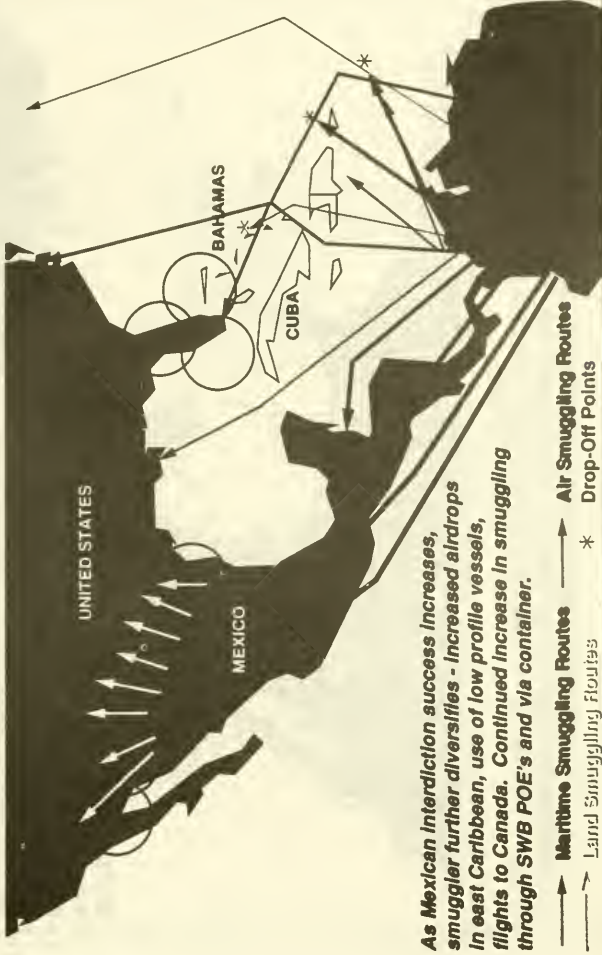 UNITED STATES
MEXICO
BAHAMAS
CUBA
As Mexican interdiction success increases,
smuggler further diversifies - increased airdrops
in east Caribbean, use of low profile vessels,
flights to Canada. Continued increase in smuggling
through SWB POE's and via container.
Maritime Smuggling Routes
Air Smuggling Routes
Land Smuggling Routes
* Drop-Off Points